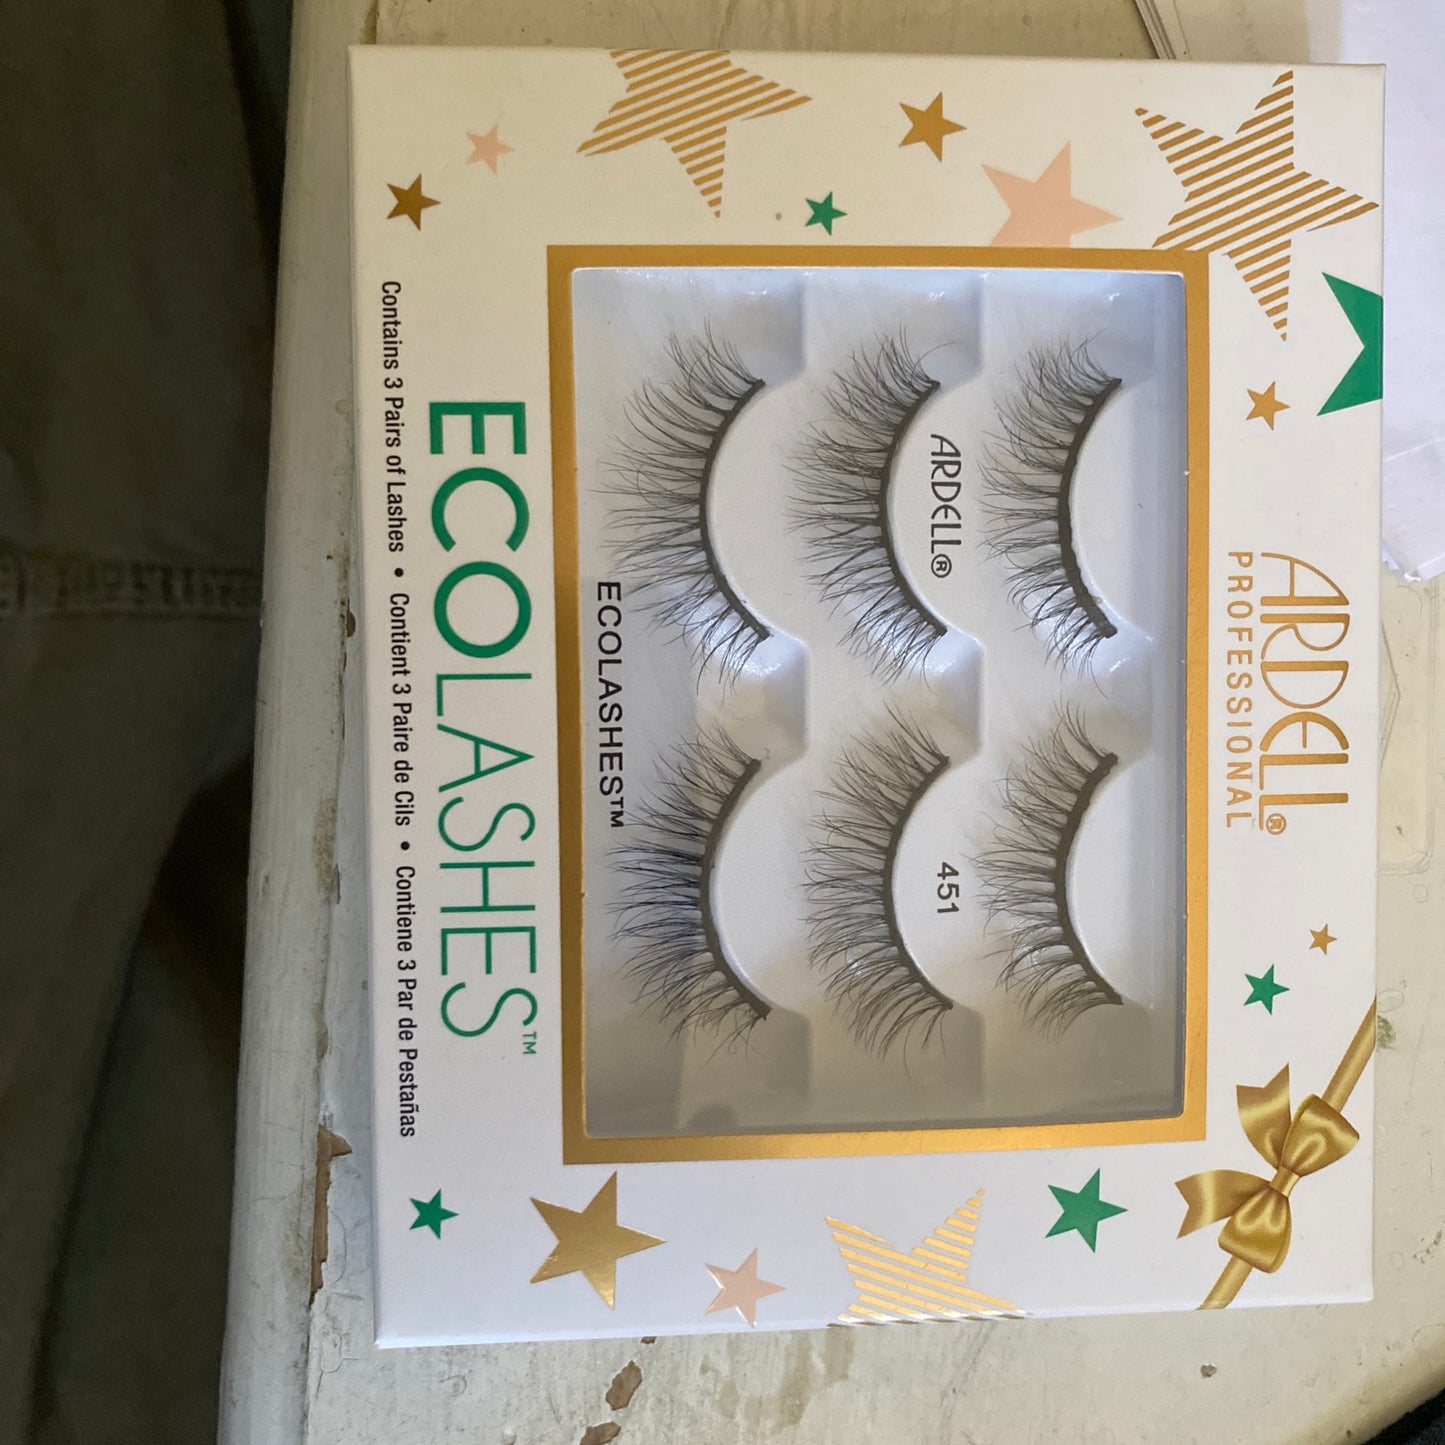 ARDELL®
PROFESSIONAL
ARDELL®
451
ECOLASHES™
ECOLASHES™
Contains 3 Pairs of Lashes • Contient 3 Paire de Cils • Contiene 3 Par de Pestañas